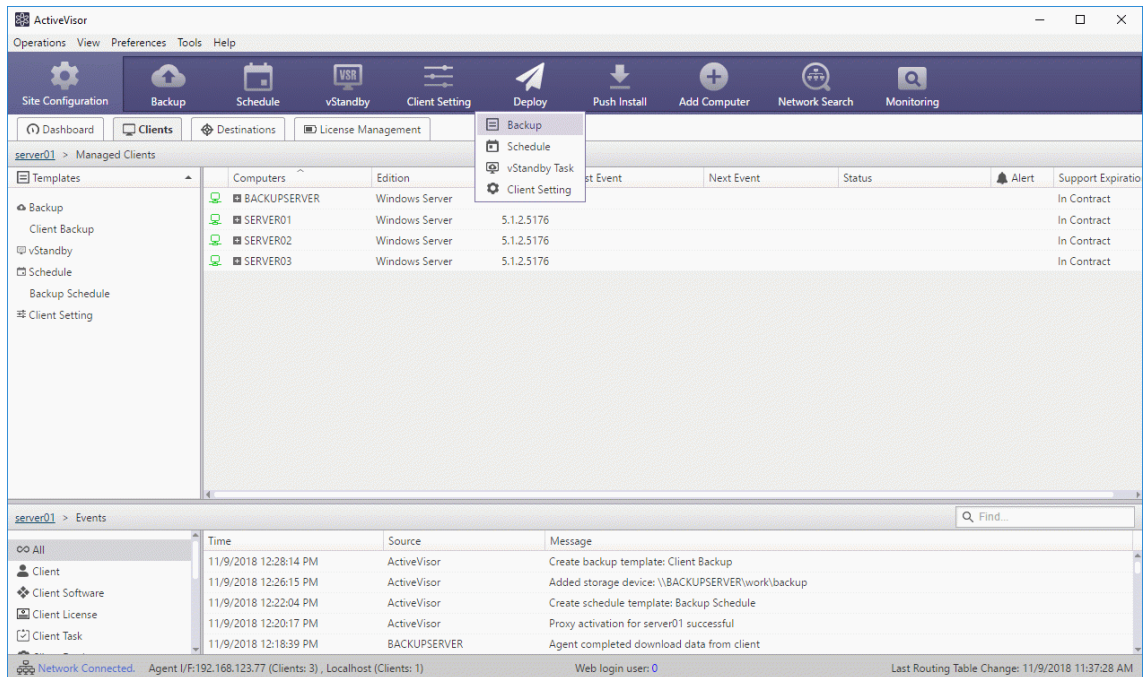 ActiveVisor
Operations View Preferences Tools Help
VSR
Site Configuration Backup Schedule vStandby Client Setting Deploy Push Install Add Computer Network Search Monitoring
Dashboard Clients Destinations License Management
Backup
Schedule
vStandby Task
Client Setting
server01 > Managed Clients
Templates
Backup
Client Backup
vStandby
Schedule
Backup Schedule
Client Setting
Computers Edition st Event Next Event Status Alert Support Expiratio
BACKUPSERVER Windows Server In Contract
SERVER01 Windows Server 5.1.2.5176 In Contract
SERVER02 Windows Server 5.1.2.5176 In Contract
SERVER03 Windows Server 5.1.2.5176 In Contract
server01 > Events
Find...
All
Client
Client Software
Client License
Client Task
Time Source Message
11/9/2018 12:28:14 PM ActiveVisor Create backup template: Client Backup
11/9/2018 12:26:15 PM ActiveVisor Added storage device: \\BACKUPSERVER\work\backup
11/9/2018 12:22:04 PM ActiveVisor Create schedule template: Backup Schedule
11/9/2018 12:20:17 PM ActiveVisor Proxy activation for server01 successful
11/9/2018 12:18:39 PM BACKUPSERVER Agent completed download data from client
Network Connected. Agent I/F:192.168.123.77 (Clients: 3) , Localhost (Clients: 1) Web login user: 0 Last Routing Table Change: 11/9/2018 11:37:28 AM